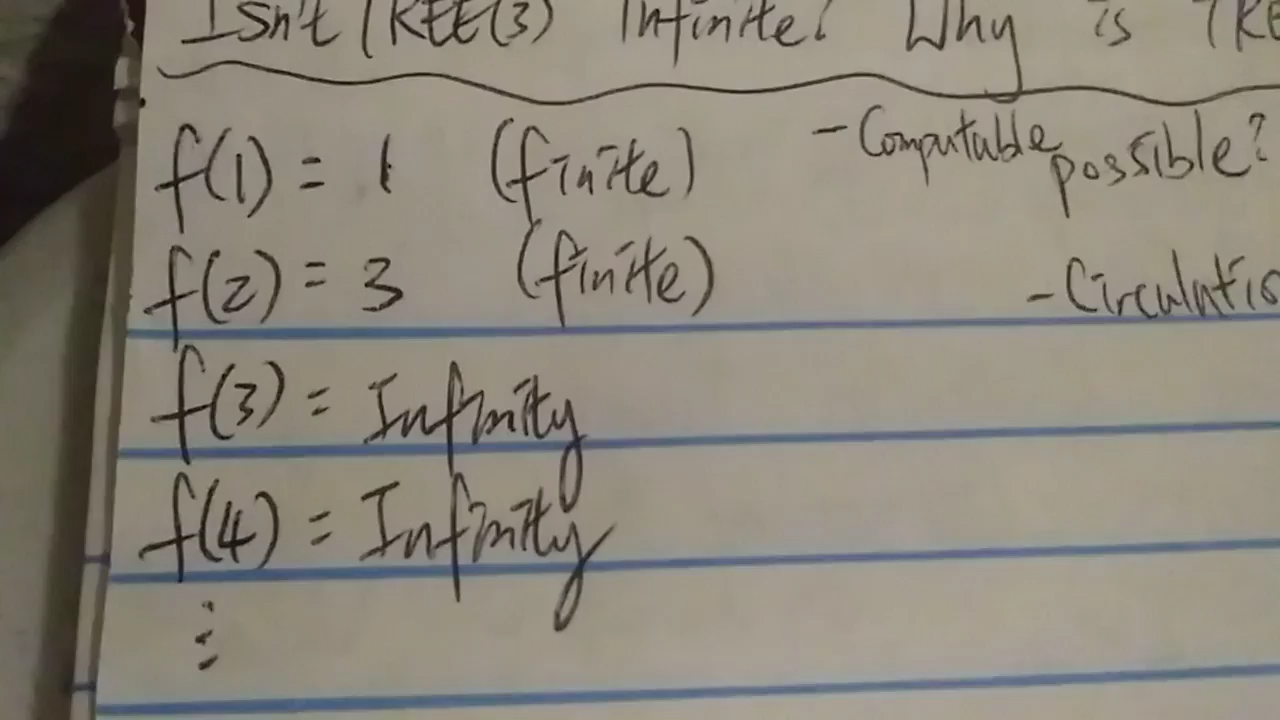 Isn't TREE(3) Infinite? Why is TRE
f(1) = 1 (finite)
- Computable possible?
f(2) = 3 (finite)
- Circulatio
f(3) = Infinity
f(4) = Infinity
⋮